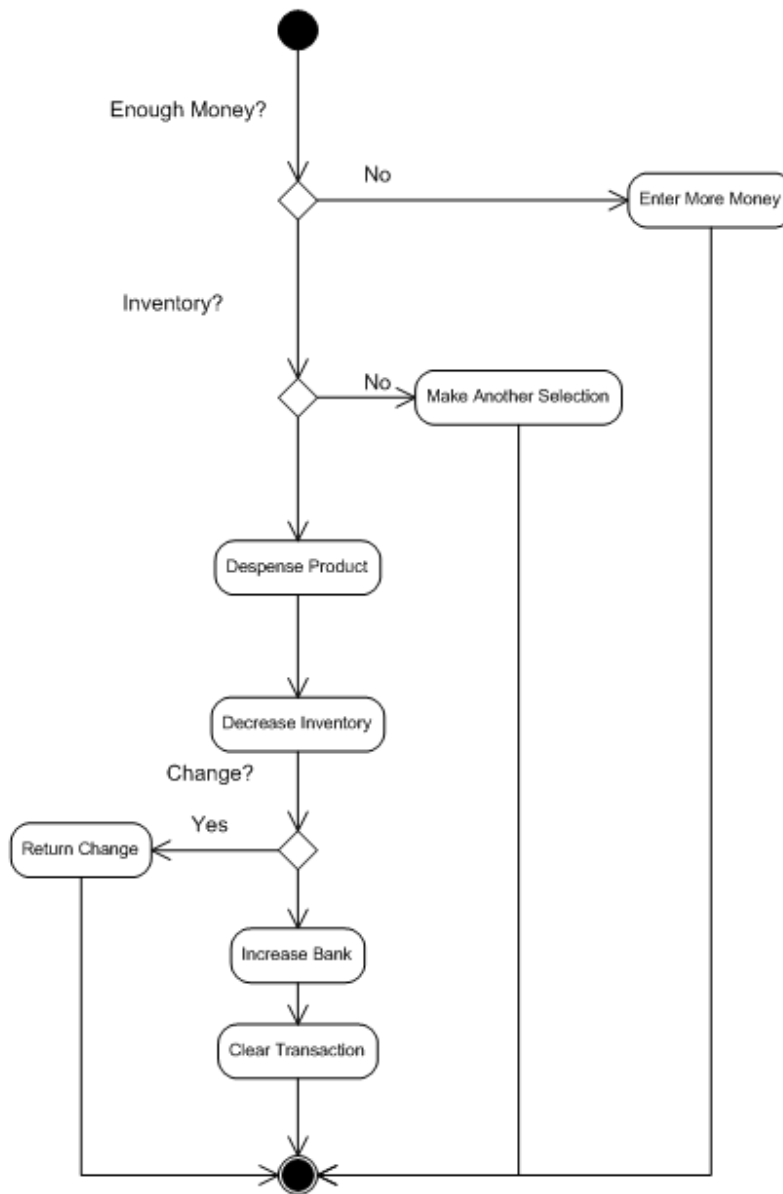 Enough Money?
No
Enter More Money
Inventory?
No
Make Another Selection
Despense Product
Decrease Inventory
Change?
Yes
Return Change
Increase Bank
Clear Transaction